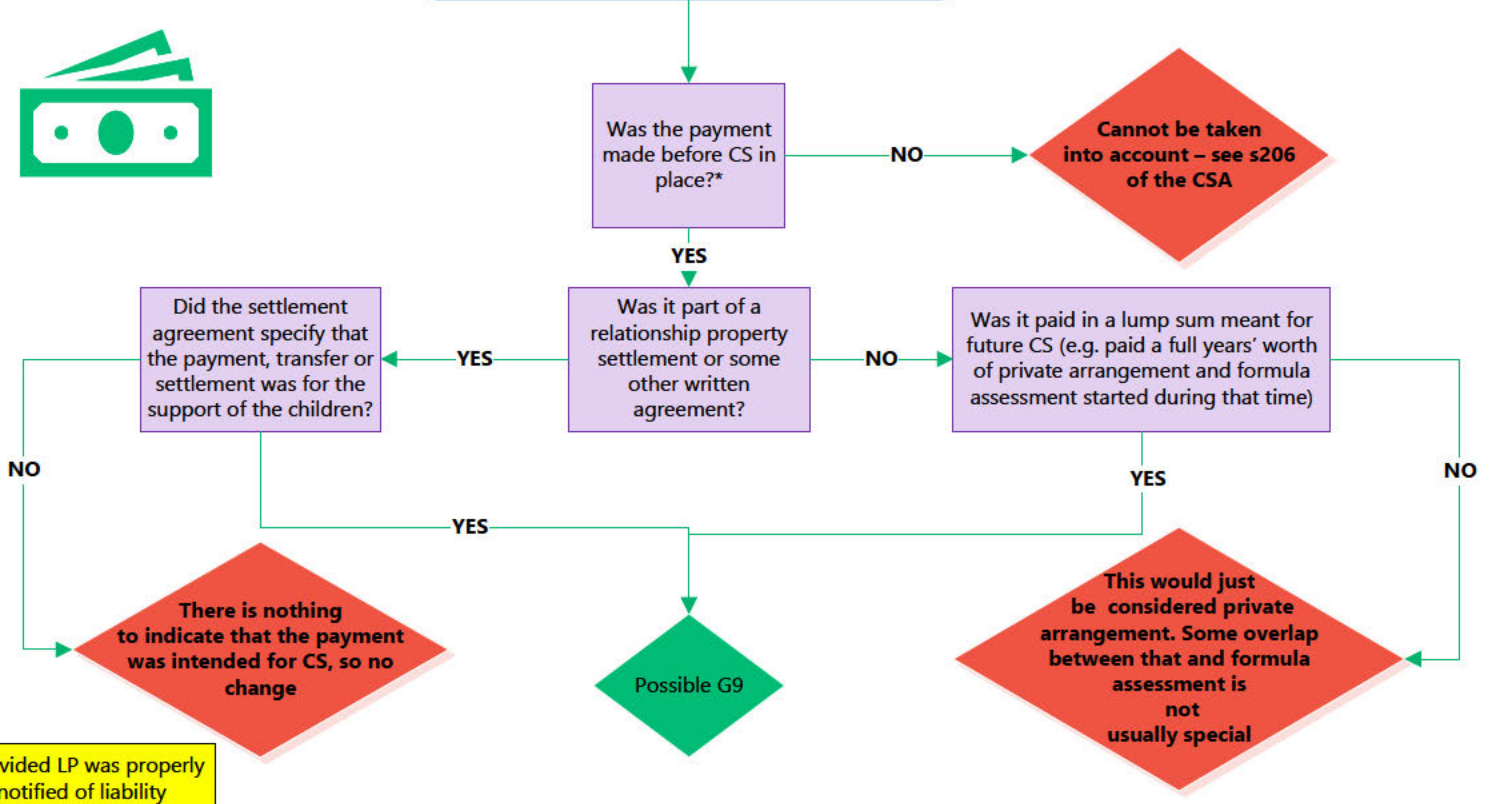 Was the payment
made before CS in
place?*
NO
Cannot be taken
into account – see s206
of the CSA
YES
Did the settlement
agreement specify that
the payment, transfer or
settlement was for the
support of the children?
YES
Was it part of a
relationship property
settlement or some
other written
agreement?
NO
Was it paid in a lump sum meant for
future CS (e.g. paid a full years' worth
of private arrangement and formula
assessment started during that time)
NO
YES
NO
YES
There is nothing
to indicate that the payment
was intended for CS, so no
change
Possible G9
This would just
be considered private
arrangement. Some overlap
between that and formula
assessment is
not
usually special
LP was properly
notified of liability